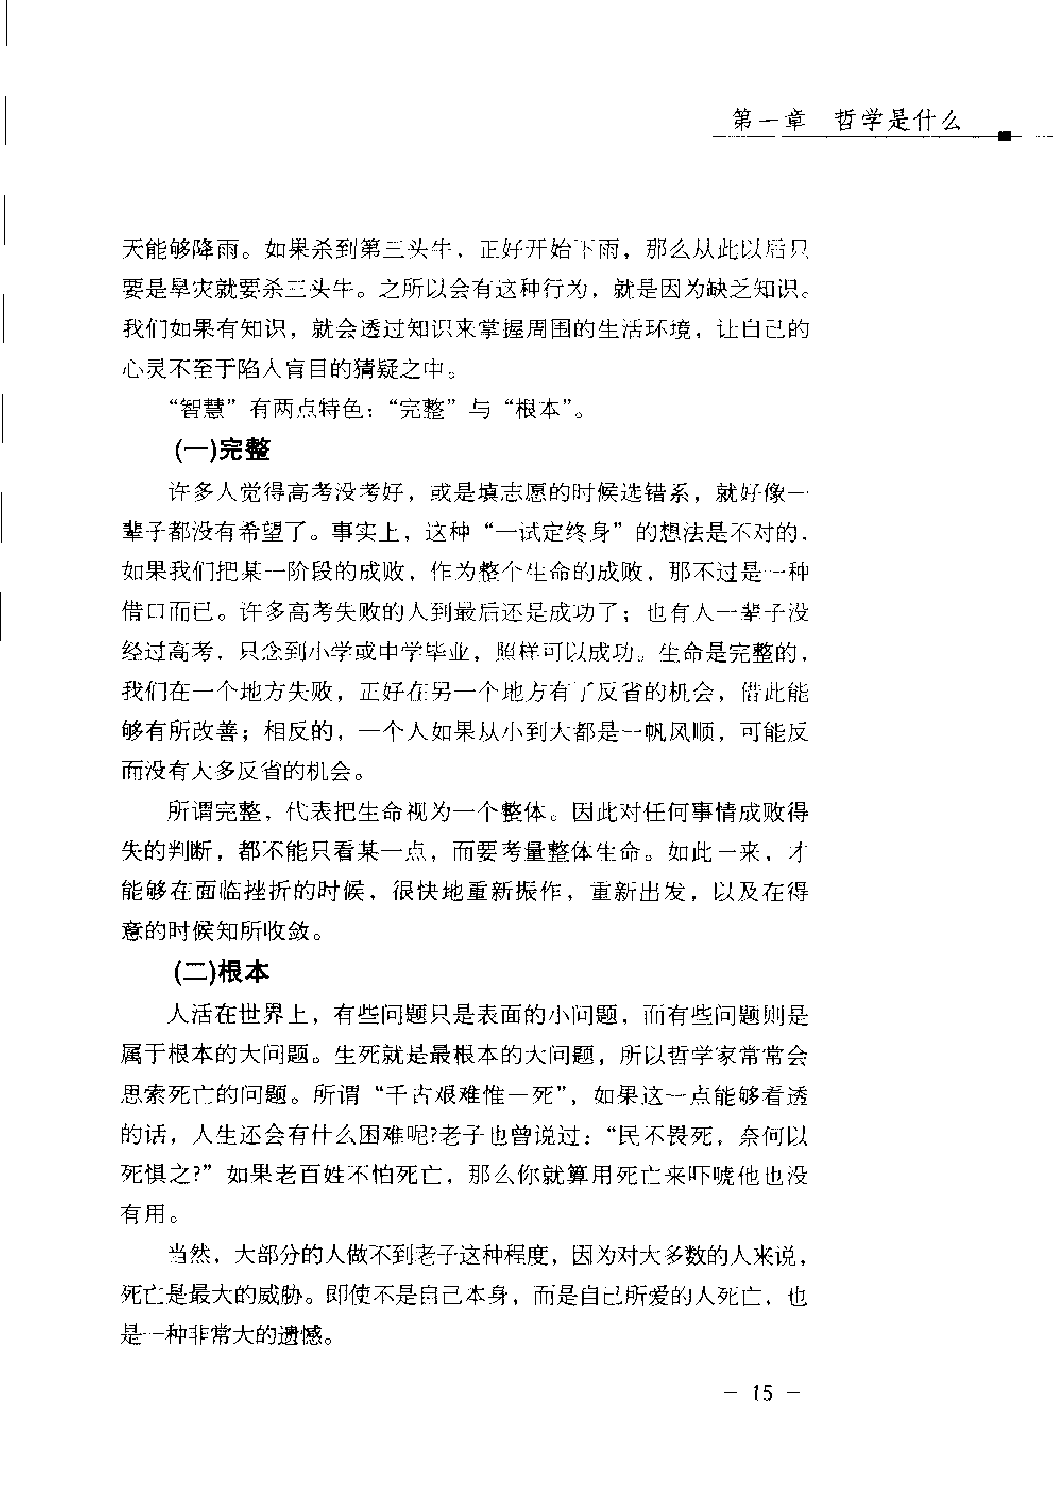 第一章　哲学是什么
天能够降雨。如果杀到第三头牛，正好开始下雨，那么从此以后只
要是旱灾就要杀三头牛。之所以会有这种行为，就是因为缺乏知识。
我们如果有知识，就会透过知识来掌握周围的生活环境，让自己的
心灵不至于陷入盲目的猜疑之中。
“智慧”有两点特色：“完整”与“根本”。
(一)完整
许多人觉得高考没考好，或是填志愿的时候选错系，就好像一
辈子都没有希望了。事实上，这种“一试定终身”的想法是不对的，
如果我们把某一阶段的成败，作为整个生命的成败，那不过是一种
借口而已。许多高考失败的人到最后还是成功了；也有人一辈子没
经过高考，只念到小学或中学毕业，照样可以成功。生命是完整的，
我们在一个地方失败，正好在另一个地方有了反省的机会，借此能
够有所改善；相反的，一个人如果从小到大都是一帆风顺，可能反
而没有太多反省的机会。
所谓完整，代表把生命视为一个整体。因此对任何事情成败得
失的判断，都不能只看某一点，而要考量整体生命。如此一来，才
能够在面临挫折的时候，很快地重新振作，重新出发，以及在得
意的时候知所收敛。
(二)根本
人活在世界上，有些问题只是表面的小问题，而有些问题则是
属于根本的大问题。生死就是最根本的大问题，所以哲学家常常会
思索死亡的问题。所谓“千古艰难惟一死”，如果这一点能够看透
的话，人生还会有什么困难呢?老子也曾说过：“民不畏死，奈何以
死惧之?”如果老百姓不怕死亡，那么你就算用死亡来吓唬他也没
有用。
当然，大部分的人做不到老子这种程度，因为对大多数的人来说，
死亡是最大的威胁。即使不是自己本身，而是自己所爱的人死亡，也
是一种非常大的遗憾。
－ 15 －